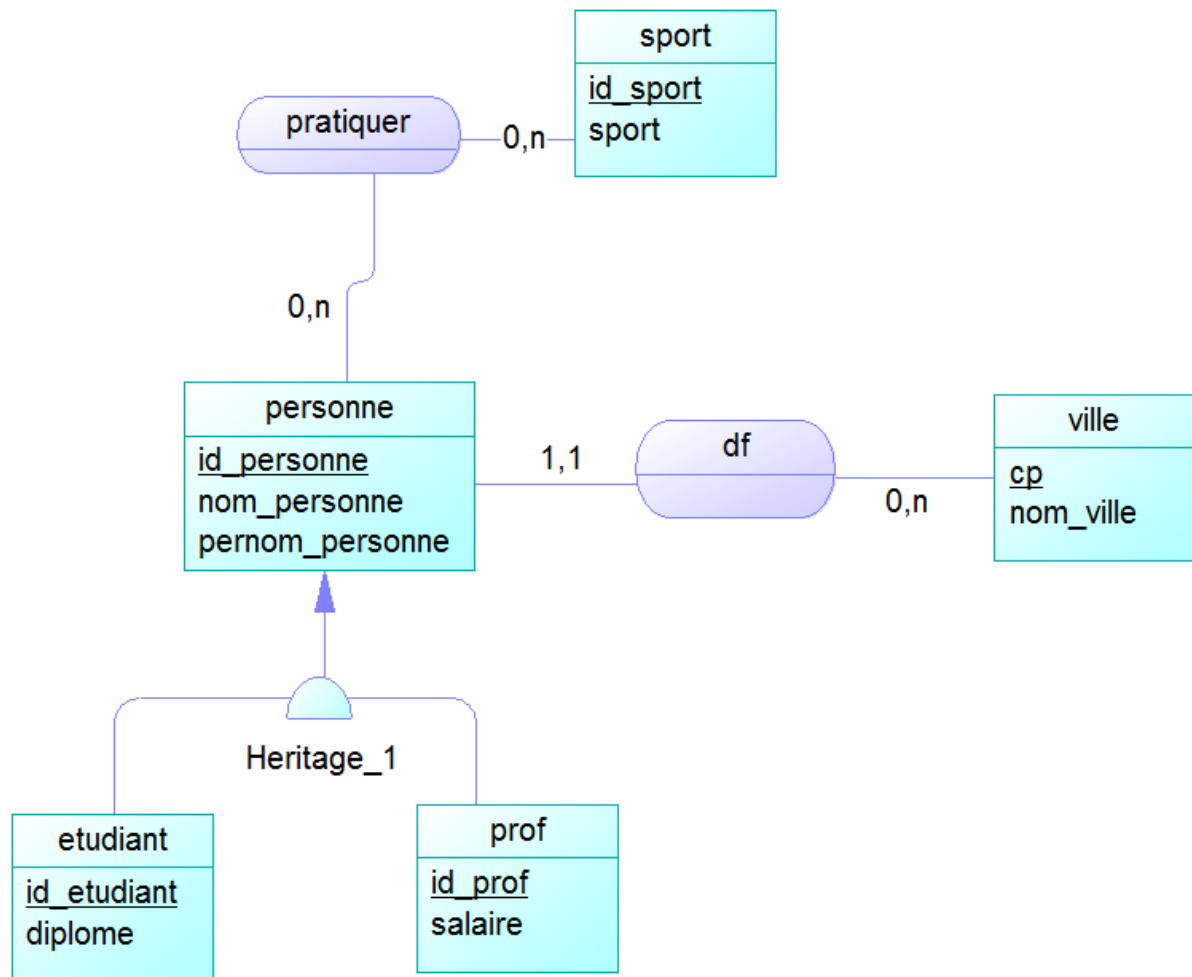 sport
id_sport
sport
pratiquer
0,n
0,n
personne
id_personne
nom_personne
pernom_personne
1,1
df
0,n
ville
cp
nom_ville
Heritage_1
etudiant
id_etudiant
diplome
prof
id_prof
salaire